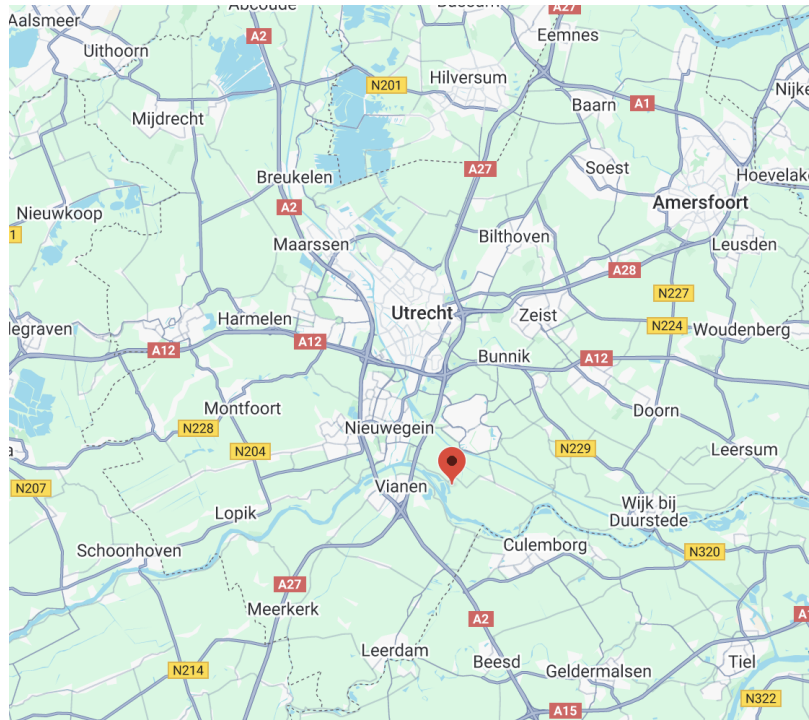 Abcoude
A27
Aalsmeer
A2
Eemnes
Uithoorn
Hilversum
N201
Baarn
A1
Mijdrecht
A27
Soest
Breukelen
Amersfoort
A2
Nieuwkoop
Maarssen
Bilthoven
Leusden
A28
N227
Utrecht
Zeist
Harmelen
N224
Woudenberg
A12
A12
Bunnik
A12
Montfoort
Doorn
N228
Nieuwegein
N204
N229
Leersum
N207
Vianen
Lopik
Wijk bij
Duurstede
Schoonhoven
Culemborg
N320
A27
Meerkerk
A2
Leerdam
Beesd
Geldermalsen
Tiel
N214
N322
A15